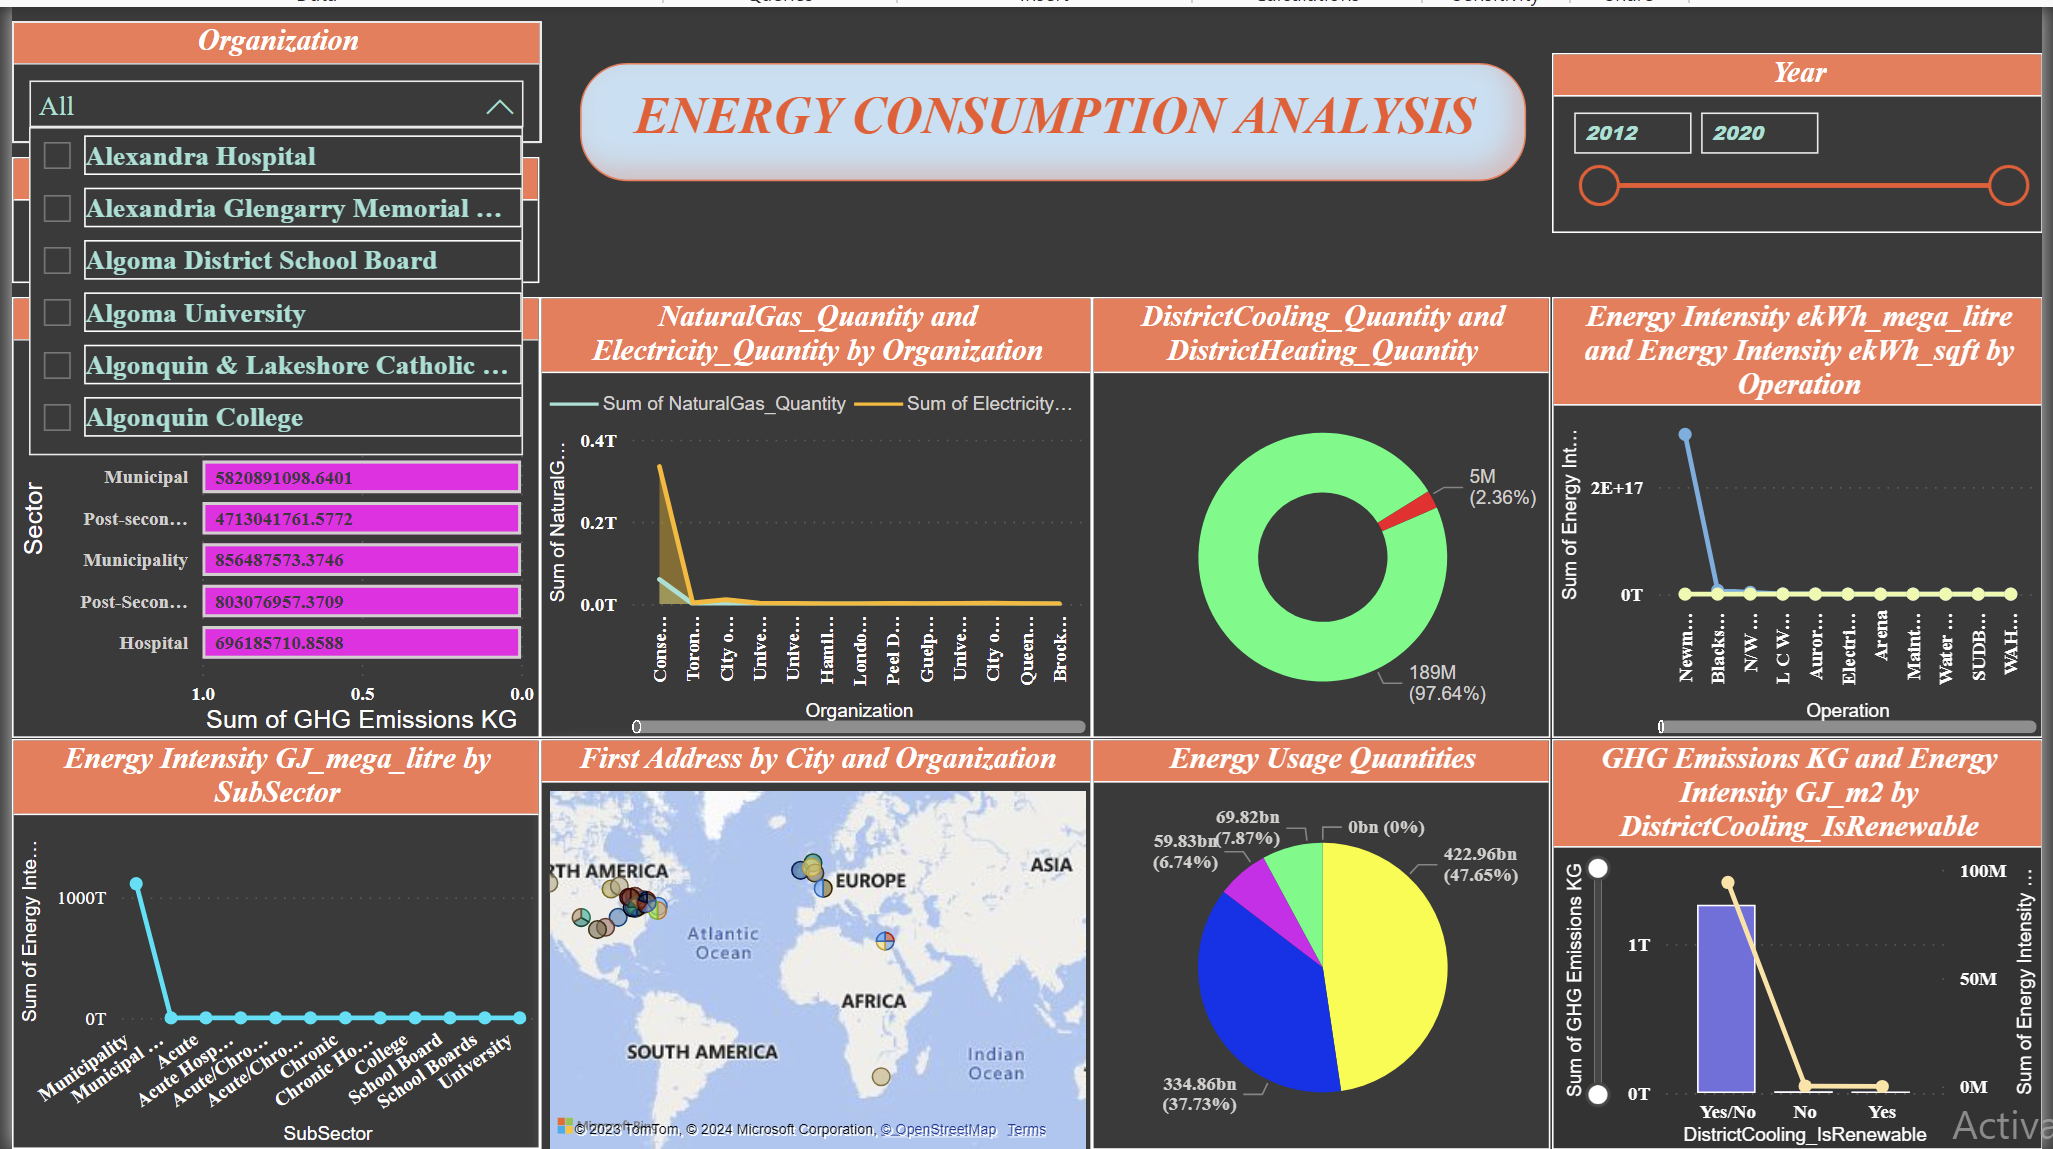 Organization
All
Alexandra Hospital
Alexandria Glengarry Memorial ...
Algoma District School Board
Algoma University
Algonquin & Lakeshore Catholic ...
Algonquin College
ENERGY CONSUMPTION ANALYSIS
Year
2012
2020
Sector
Municipal
5820891098.6401
Post-secon...
4713041761.5772
Municipality
856487573.3746
Post-Secon...
803076957.3709
Hospital
696185710.8588
1.0
0.5
0.0
Sum of GHG Emissions KG
NaturalGas_Quantity and
Electricity_Quantity by Organization
Sum of NaturalGas_Quantity
Sum of Electricity...
Sum of NaturalG...
0.4T
0.2T
0.0T
Conse...
Toron...
City o...
Unive...
Unive...
Hamil...
Londo...
Peel D...
Guelp...
Unive...
City o...
Queen...
Brock...
Organization
DistrictCooling_Quantity and
DistrictHeating_Quantity
5M
(2.36%)
189M
(97.64%)
Energy Intensity ekWh_mega_litre
and Energy Intensity ekWh_sqft by
Operation
Sum of Energy Int...
2E+17
0T
Newm...
Blacks...
N/W ...
L C W...
Auror...
Electri...
Arena
Maint...
Water ...
SUDB...
WAH...
Operation
Energy Intensity GJ_mega_litre by
SubSector
Sum of Energy Inte...
1000T
0T
Municipality
Municipal ...
Acute
Acute Hosp...
Acute/Chro...
Acute/Chro...
Chronic
Chronic Ho...
College
School Board
School Boards
University
SubSector
First Address by City and Organization
RTH AMERICA
EUROPE
ASIA
Atlantic
Ocean
AFRICA
SOUTH AMERICA
Indian
Ocean
© 2023 TomTom, © 2024 Microsoft Corporation, © OpenStreetMap Terms
Energy Usage Quantities
69.82bn
(7.87%)
0bn (0%)
59.83bn
(6.74%)
422.96bn
(47.65%)
334.86bn
(37.73%)
GHG Emissions KG and Energy
Intensity GJ_m2 by
DistrictCooling_IsRenewable
Sum of GHG Emissions KG
1T
0T
100M
50M
0M
Sum of Energy Intensity ...
Yes/No
No
Yes
DistrictCooling_IsRenewable
Activa